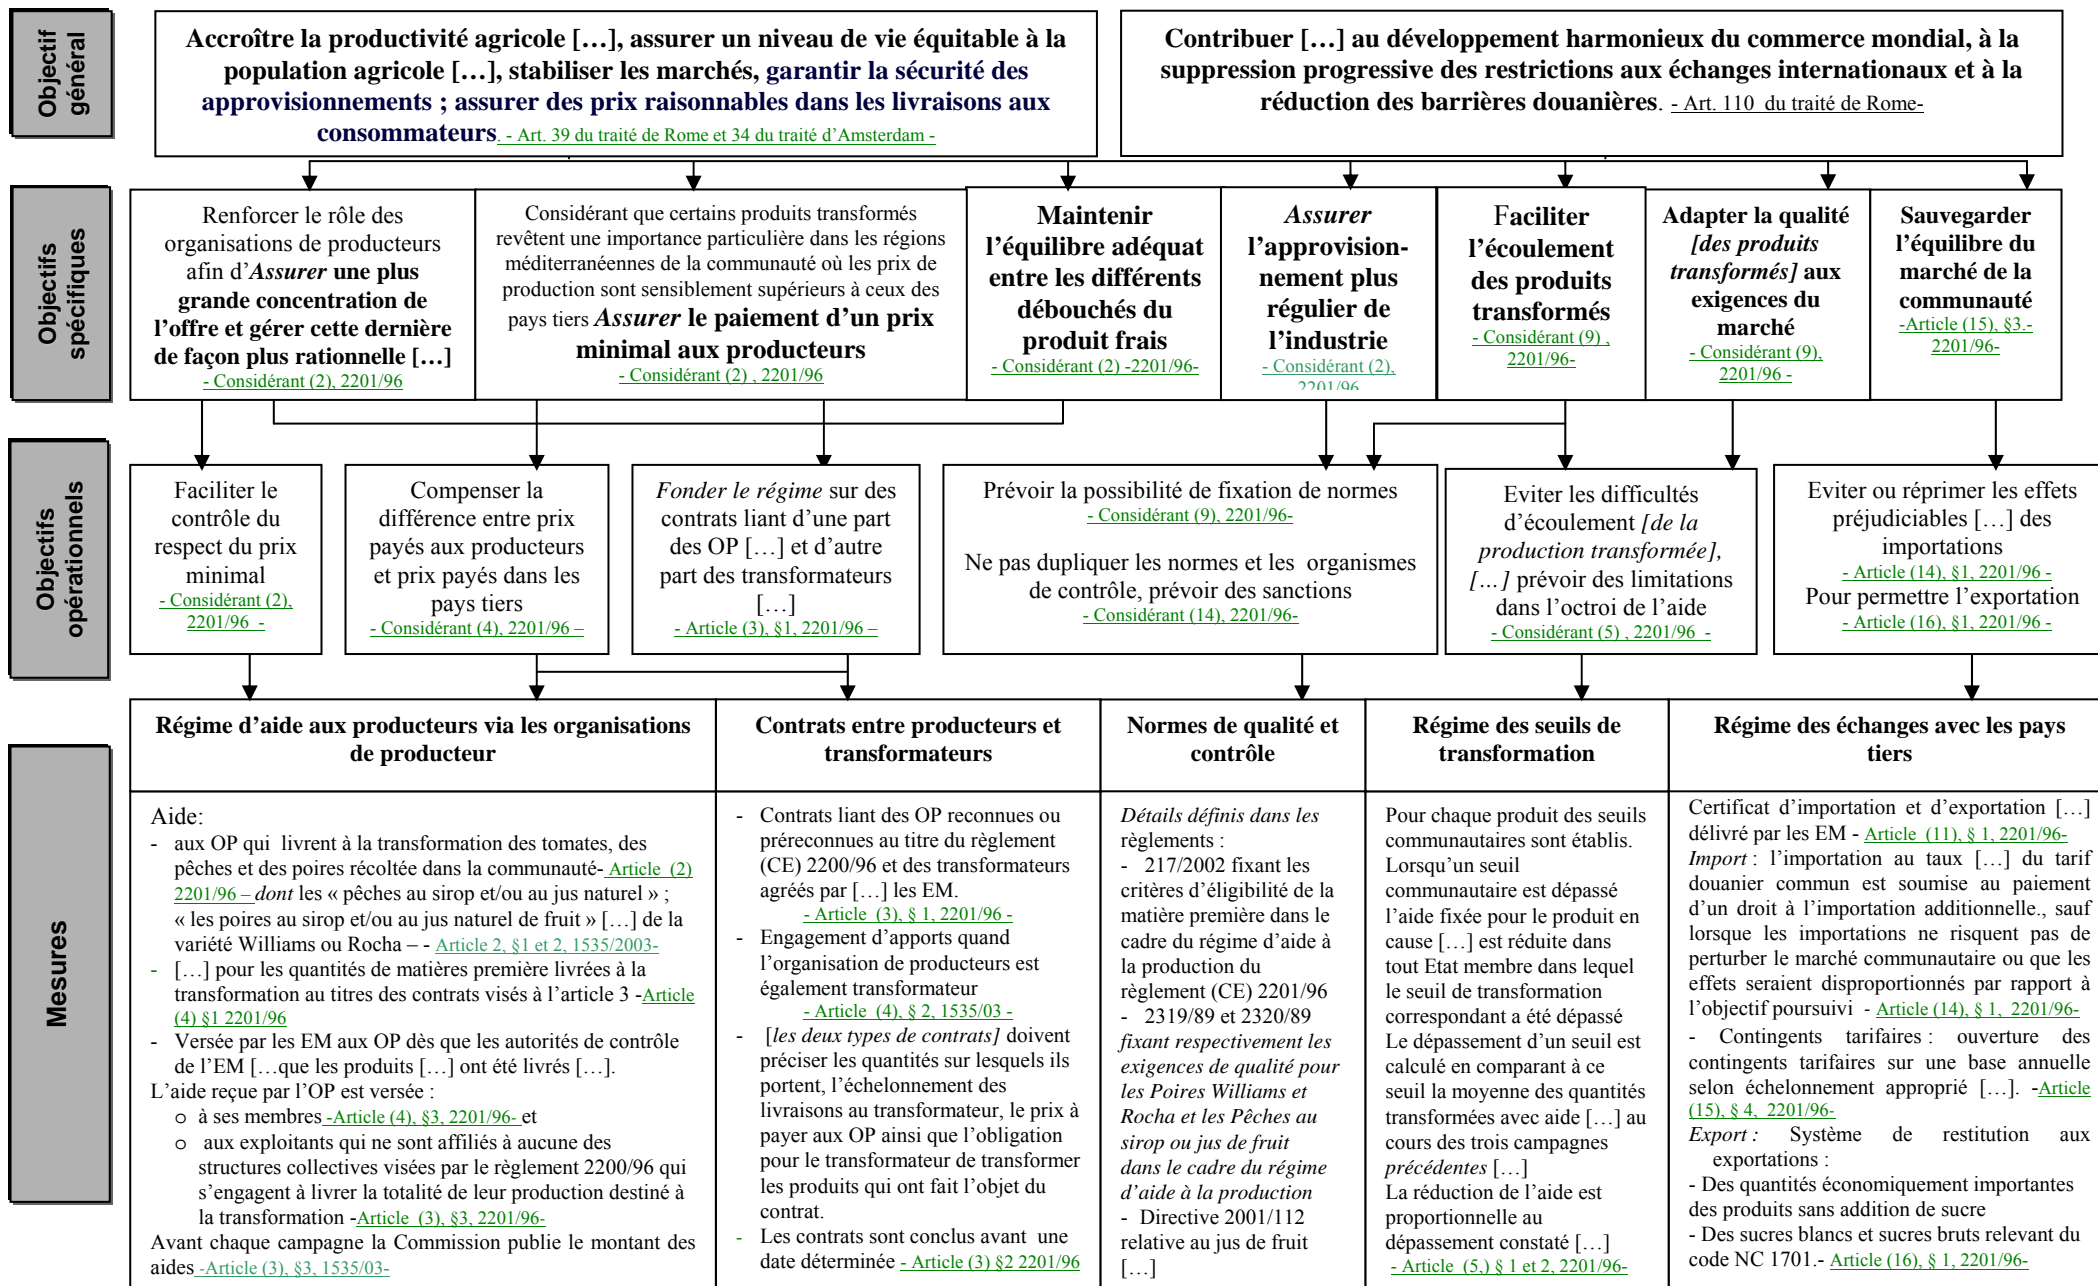 Objectif
général
Accroître la productivité agricole […], assurer un niveau de vie équitable à la
population agricole […], stabiliser les marchés, garantir la sécurité des
approvisionnements ; assurer des prix raisonnables dans les livraisons aux
consommateurs. - Art. 39 du traité de Rome et 34 du traité d’Amsterdam -
Contribuer […] au développement harmonieux du commerce mondial, à la
suppression progressive des restrictions aux échanges internationaux et à la
réduction des barrières douanières. - Art. 110 du traité de Rome-
Objectifs
spécifiques
Renforcer le rôle des
organisations de producteurs
afin d’Assurer une plus
grande concentration de
l’offre et gérer cette dernière
de façon plus rationnelle […]
- Considérant (2), 2201/96
Considérant que certains produits transformés
revêtent une importance particulière dans les régions
méditerranéennes de la communauté où les prix de
production sont sensiblement supérieurs à ceux des
pays tiers Assurer le paiement d’un prix
minimal aux producteurs
- Considérant (2) , 2201/96
Maintenir
l’équilibre adéquat
entre les différents
débouchés du
produit frais
- Considérant (2) -2201/96-
Assurer
l’approvision-
nement plus
régulier de
l’industrie
- Considérant (2),
2201/96
Faciliter
l’écoulement
des produits
transformés
- Considérant (9) ,
2201/96-
Adapter la qualité
[des produits
transformés] aux
exigences du
marché
- Considérant (9),
2201/96 -
Sauvegarder
l’équilibre du
marché de la
communauté
-Article (15), §3.-
2201/96-
Objectifs
opérationnels
Faciliter le
contrôle du
respect du prix
minimal
- Considérant (2),
2201/96 -
Compenser la
différence entre prix
payés aux producteurs
et prix payés dans les
pays tiers
- Considérant (4), 2201/96 –
Fonder le régime sur des
contrats liant d’une part
des OP […] et d’autre
part des transformateurs
[…]
- Article (3), §1, 2201/96 –
Prévoir la possibilité de fixation de normes
- Considérant (9), 2201/96-
Ne pas dupliquer les normes et les organismes
de contrôle, prévoir des sanctions
- Considérant (14), 2201/96-
Eviter les difficultés
d’écoulement [de la
production transformée],
[…] prévoir des limitations
dans l’octroi de l’aide
- Considérant (5) , 2201/96 -
Eviter ou réprimer les effets
préjudiciables […] des
importations
- Article (14), §1, 2201/96 -
Pour permettre l’exportation
- Article (16), §1, 2201/96 -
Mesures
Régime d’aide aux producteurs via les organisations
de producteur
Aide:
- aux OP qui livrent à la transformation des tomates, des
pêches et des poires récoltée dans la communauté- Article (2)
2201/96 – dont les « pêches au sirop et/ou au jus naturel » ;
« les poires au sirop et/ou au jus naturel de fruit » […] de la
variété Williams ou Rocha – - Article 2, §1 et 2, 1535/2003-
- […] pour les quantités de matières première livrées à la
transformation au titres des contrats visés à l’article 3 -Article
(4) §1 2201/96
- Versée par les EM aux OP dès que les autorités de contrôle
de l’EM […que les produits […] ont été livrés […].
L’aide reçue par l’OP est versée :
o à ses membres -Article (4), §3, 2201/96- et
o aux exploitants qui ne sont affiliés à aucune des
structures collectives visées par le règlement 2200/96 qui
s’engagent à livrer la totalité de leur production destiné à
la transformation -Article (3), §3, 2201/96-
Avant chaque campagne la Commission publie le montant des
aides -Article (3), §3, 1535/03-
Contrats entre producteurs et
transformateurs
- Contrats liant des OP reconnues ou
préreconnues au titre du règlement
(CE) 2200/96 et des transformateurs
agréés par […] les EM.
- Article (3), § 1, 2201/96 -
- Engagement d’apports quand
l’organisation de producteurs est
également transformateur
- Article (4), § 2, 1535/03 -
- [les deux types de contrats] doivent
préciser les quantités sur lesquels ils
portent, l’échelonnement des
livraisons au transformateur, le prix à
payer aux OP ainsi que l’obligation
pour le transformateur de transformer
les produits qui ont fait l’objet du
contrat.
- Les contrats sont conclus avant une
date déterminée - Article (3) §2 2201/96
Normes de qualité et
contrôle
Détails définis dans les
règlements :
- 217/2002 fixant les
critères d’éligibilité de la
matière première dans le
cadre du régime d’aide à
la production du
règlement (CE) 2201/96
- 2319/89 et 2320/89
fixant respectivement les
exigences de qualité pour
les Poires Williams et
Rocha et les Pêches au
sirop ou jus de fruit
dans le cadre du régime
d’aide à la production
- Directive 2001/112
relative au jus de fruit
[…]
Régime des seuils de
transformation
Pour chaque produit des seuils
communautaires sont établis.
Lorsqu’un seuil
communautaire est dépassé
l’aide fixée pour le produit en
cause […] est réduite dans
tout Etat membre dans lequel
le seuil de transformation
correspondant a été dépassé
Le dépassement d’un seuil est
calculé en comparant à ce
seuil la moyenne des quantités
transformées avec aide […] au
cours des trois campagnes
précédentes […]
La réduction de l’aide est
proportionnelle au
dépassement constaté […]
- Article (5,) § 1 et 2, 2201/96-
Régime des échanges avec les pays
tiers
Certificat d’importation et d’exportation […]
délivré par les EM - Article (11), § 1, 2201/96-
Import : l’importation au taux […] du tarif
douanier commun est soumise au paiement
d’un droit à l’importation additionnelle., sauf
lorsque les importations ne risquent pas de
perturber le marché communautaire ou que les
effets seraient disproportionnés par rapport à
l’objectif poursuivi - Article (14), § 1, 2201/96-
- Contingents tarifaires : ouverture des
contingents tarifaires sur une base annuelle
selon échelonnement approprié […]. -Article
(15), § 4, 2201/96-
Export : Système de restitution aux
exportations :
- Des quantités économiquement importantes
des produits sans addition de sucre
- Des sucres blancs et sucres bruts relevant du
code NC 1701.- Article (16), § 1, 2201/96-